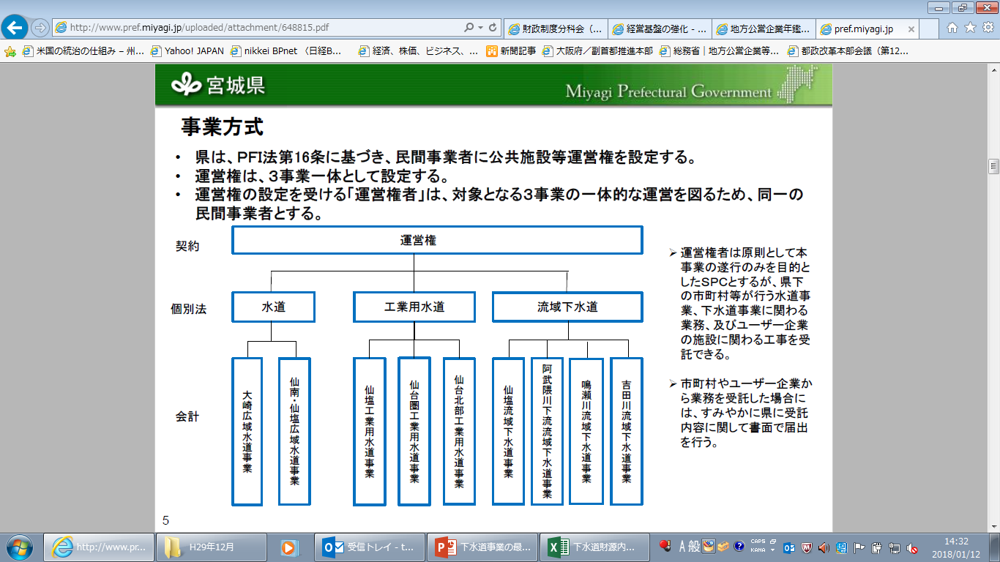 http://www.pref.miyagi.jp/uploaded/attachment/648815.pdf
財政制度分科会（...
経営基盤の強化 - ...
地方公営企業年鑑...
pref.miyagi.jp
米国の統治の仕組み – 州...
Yahoo! JAPAN
nikkei BPnet 〈日経B...
経済、株価、ビジネス、...
新聞記事
大阪府／副首都推進本部
総務省｜地方公営企業等...
都政改革本部会議（第12...
宮城県
Miyagi Prefectural Government
事業方式
• 県は、PFI法第16条に基づき、民間事業者に公共施設等運営権を設定する。
• 運営権は、3事業一体として設定する。
• 運営権の設定を受ける「運営権者」は、対象となる3事業の一体的な運営を図るため、同一の
民間事業者とする。
契約
運営権
個別法
水道
工業用水道
流域下水道
会計
大崎広域水道事業
仙南・仙塩広域水道事業
仙塩工業用水道事業
仙台圏工業用水道事業
仙台北部工業用水道事業
仙塩流域下水道事業
阿武隈川下流流域下水道事業
鳴瀬川流域下水道事業
吉田川流域下水道事業
➢ 運営権者は原則として本
事業の遂行のみを目的と
したSPCとするが、県下
の市町村等が行う水道事
業、下水道事業に関わる
業務、及びユーザー企業
の施設に関わる工事を受
託できる。
➢ 市町村やユーザー企業か
ら業務を受託した場合に
は、すみやかに県に受託
内容に関して書面で届出
を行う。
5
http://www.pr...
H29年12月
受信トレイ - t...
下水道事業の最...
下水道財源内...
A 般
CAPS
KANA
14:32
2018/01/12